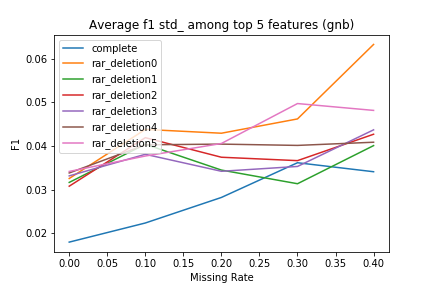 Average f1 std_ among top 5 features (gnb)
complete
rar_deletion0
rar_deletion1
rar_deletion2
rar_deletion3
rar_deletion4
rar_deletion5
F1
0.06
0.05
0.04
0.03
0.02
0.00 0.05 0.10 0.15 0.20 0.25 0.30 0.35 0.40
Missing Rate